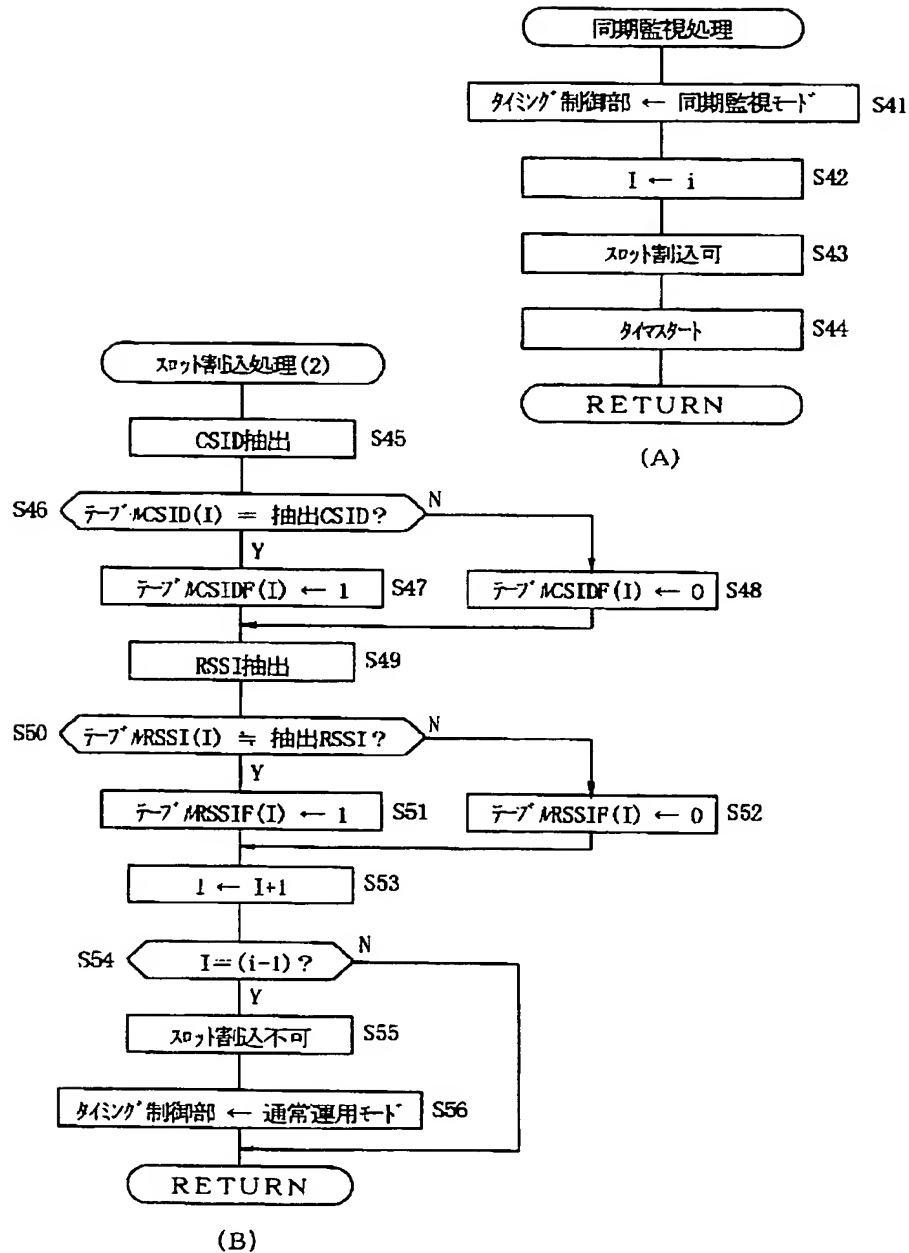 同期監視処理
タイミング制御部 ← 同期監視モード S41
I ← i S42
スロット割込可 S43
タイマスタート S44
RETURN
(A)
スロット割込処理(2)
CSID抽出 S45
S46 テーブルCSID(I) = 抽出CSID? N
Y
テーブルCSIDF(I) ← 1 S47
テーブルCSIDF(I) ← 0 S48
RSSI抽出 S49
S50 テーブルRSSI(I) ≒ 抽出RSSI? N
Y
テーブルRSSIF(I) ← 1 S51
テーブルRSSIF(I) ← 0 S52
I ← I+1 S53
S54 I=(i-1)? N
Y
スロット割込不可 S55
タイミング制御部 ← 通常運用モード S56
RETURN
(B)